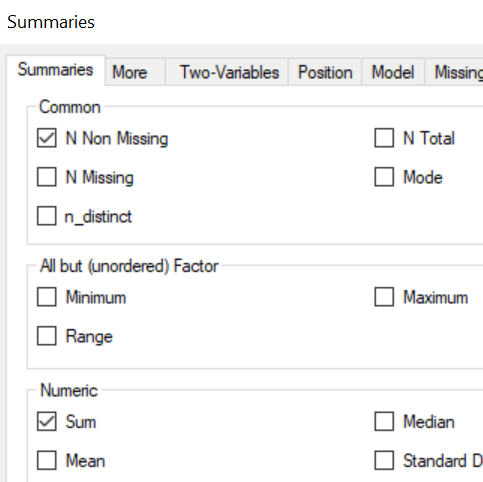 Summaries
Summaries More Two-Variables Position Model Missing
Common
N Non Missing N Total
N Missing Mode
n_distinct
All but (unordered) Factor
Minimum Maximum
Range
Numeric
Sum Median
Mean Standard D